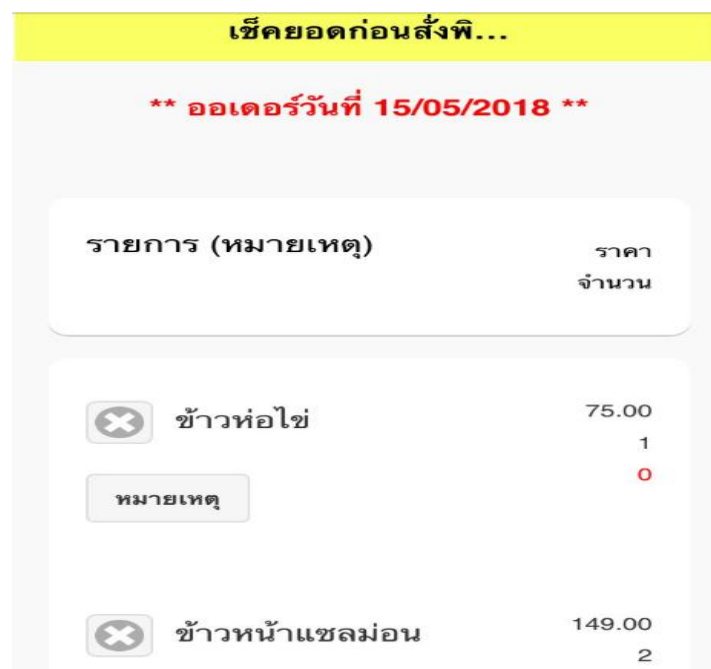 เช็คยอดก่อนสั่งพิ...
** ออเดอร์วันที่ 15/05/2018 **
รายการ (หมายเหตุ)
ราคา
จำนวน
ข้าวห่อไข่
75.00
1
0
หมายเหตุ
ข้าวหน้าแซลม่อน
149.00
2